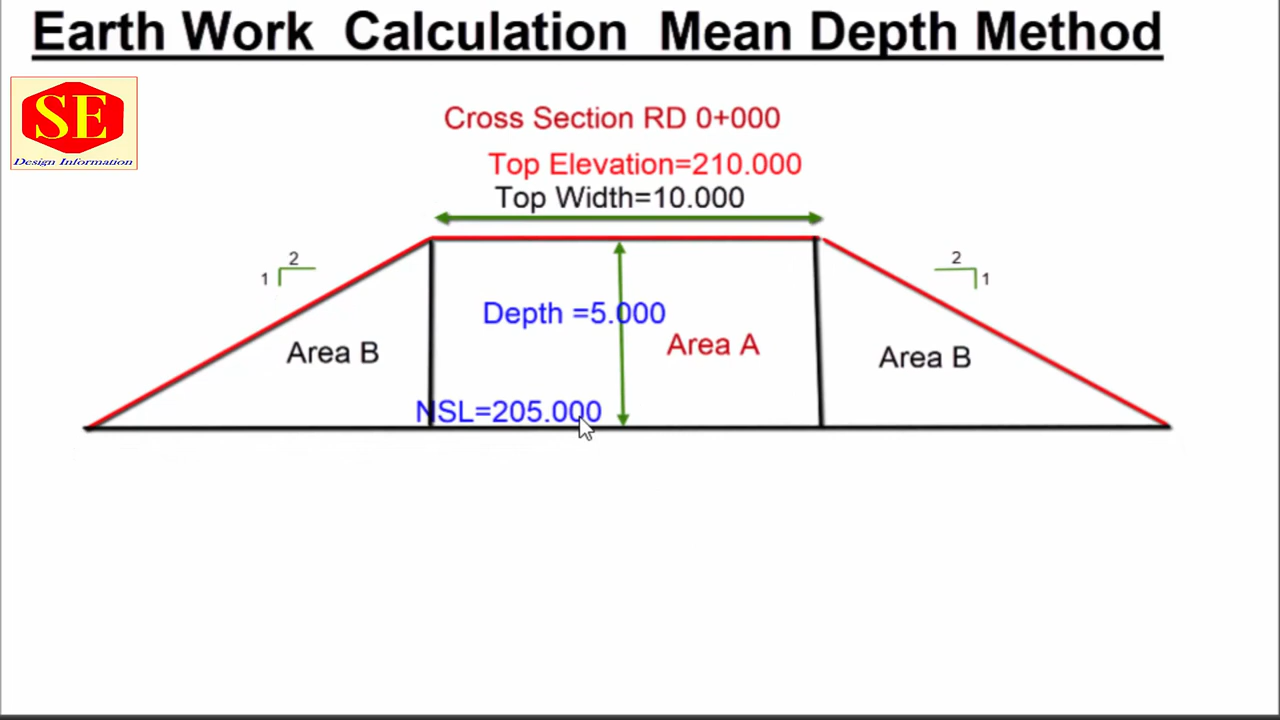 Earth Work Calculation Mean Depth Method
SE
Design Information
Cross Section RD 0+000
Top Elevation=210.000
Top Width=10.000
2
1
2
1
Depth =5.000
Area A
Area B
Area B
NSL=205.000